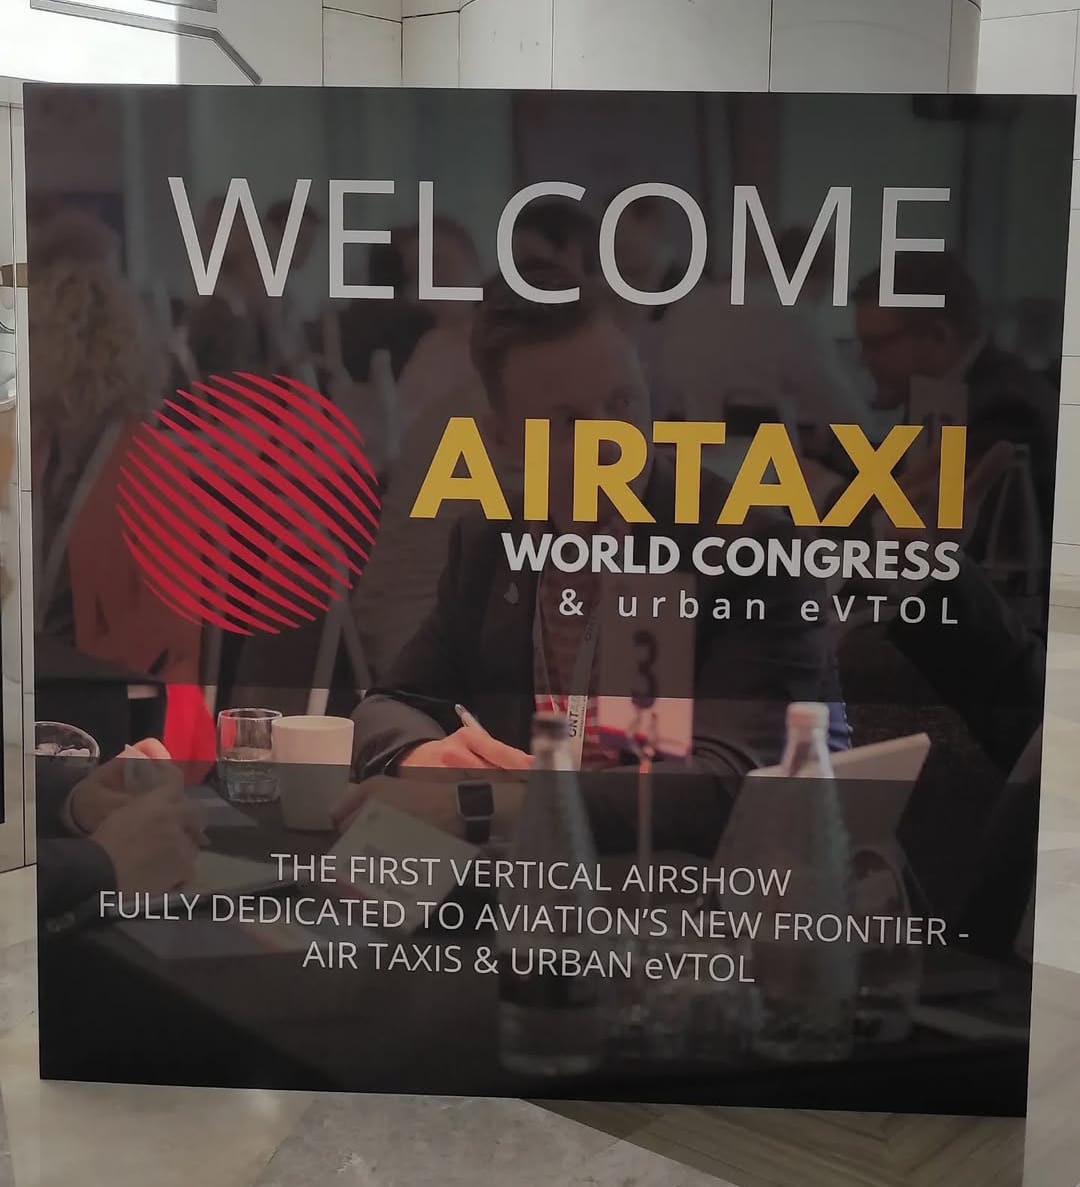 WELCOME
AIRTAXI
WORLD CONGRESS
& urban eVTOL
3
THE FIRST VERTICAL AIRSHOW
FULLY DEDICATED TO AVIATION'S NEW FRONTIER -
AIR TAXIS & URBAN eVTOL